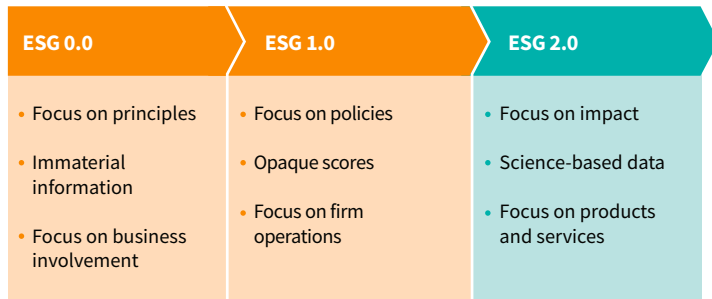 ESG 0.0
• Focus on principles
• Immaterial
information
• Focus on business
involvement
ESG 1.0
• Focus on policies
• Opaque scores
• Focus on firm
operations
ESG 2.0
• Focus on impact
• Science-based data
• Focus on products
and services